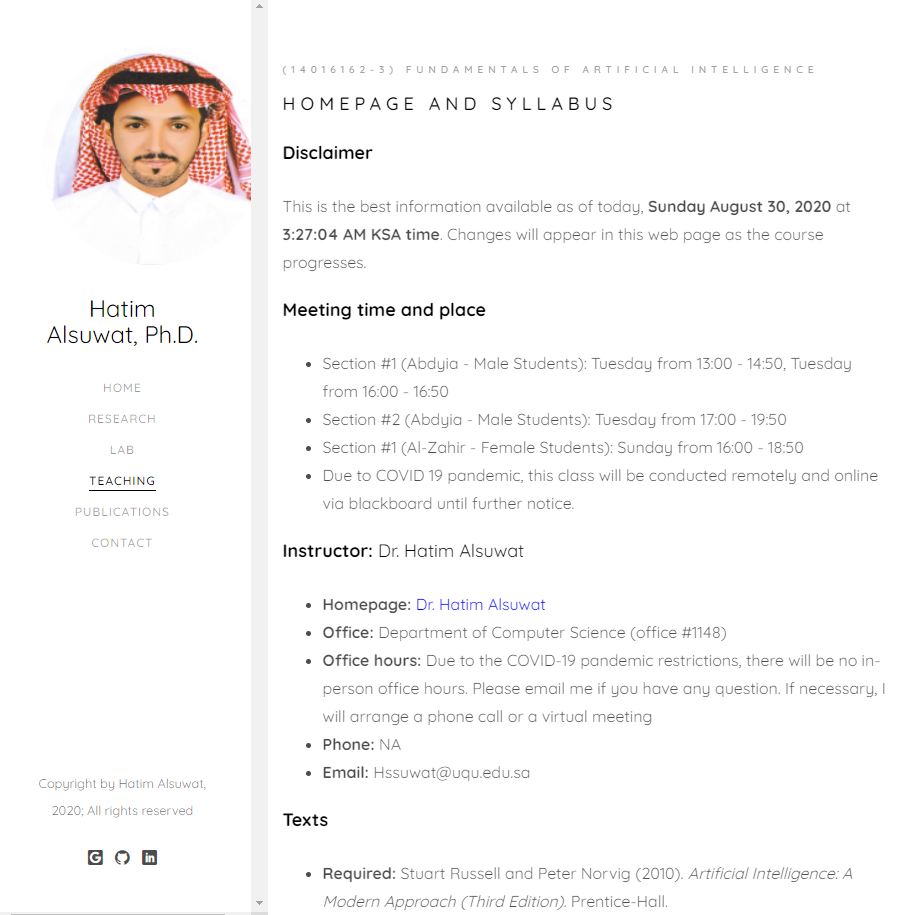 Hatim
Alsuwat, Ph.D.
HOME
RESEARCH
LAB
TEACHING
PUBLICATIONS
CONTACT
Copyright by Hatim Alsuwat,
2020; All rights reserved
(14016162-3) FUNDAMENTALS OF ARTIFICIAL INTELLIGENCE
HOMEPAGE AND SYLLABUS
Disclaimer
This is the best information available as of today, Sunday August 30, 2020 at
3:27:04 AM KSA time. Changes will appear in this web page as the course
progresses.
Meeting time and place
• Section #1 (Abdyia - Male Students): Tuesday from 13:00 - 14:50, Tuesday
from 16:00 - 16:50
• Section #2 (Abdyia - Male Students): Tuesday from 17:00 - 19:50
• Section #1 (Al-Zahir - Female Students): Sunday from 16:00 - 18:50
• Due to COVID 19 pandemic, this class will be conducted remotely and online
via blackboard until further notice.
Instructor: Dr. Hatim Alsuwat
• Homepage: Dr. Hatim Alsuwat
• Office: Department of Computer Science (office #1148)
• Office hours: Due to the COVID-19 pandemic restrictions, there will be no in-
person office hours. Please email me if you have any question. If necessary, I
will arrange a phone call or a virtual meeting
• Phone: NA
• Email: Hssuwat@uqu.edu.sa
Texts
• Required: Stuart Russell and Peter Norvig (2010). Artificial Intelligence: A
Modern Approach (Third Edition). Prentice-Hall.